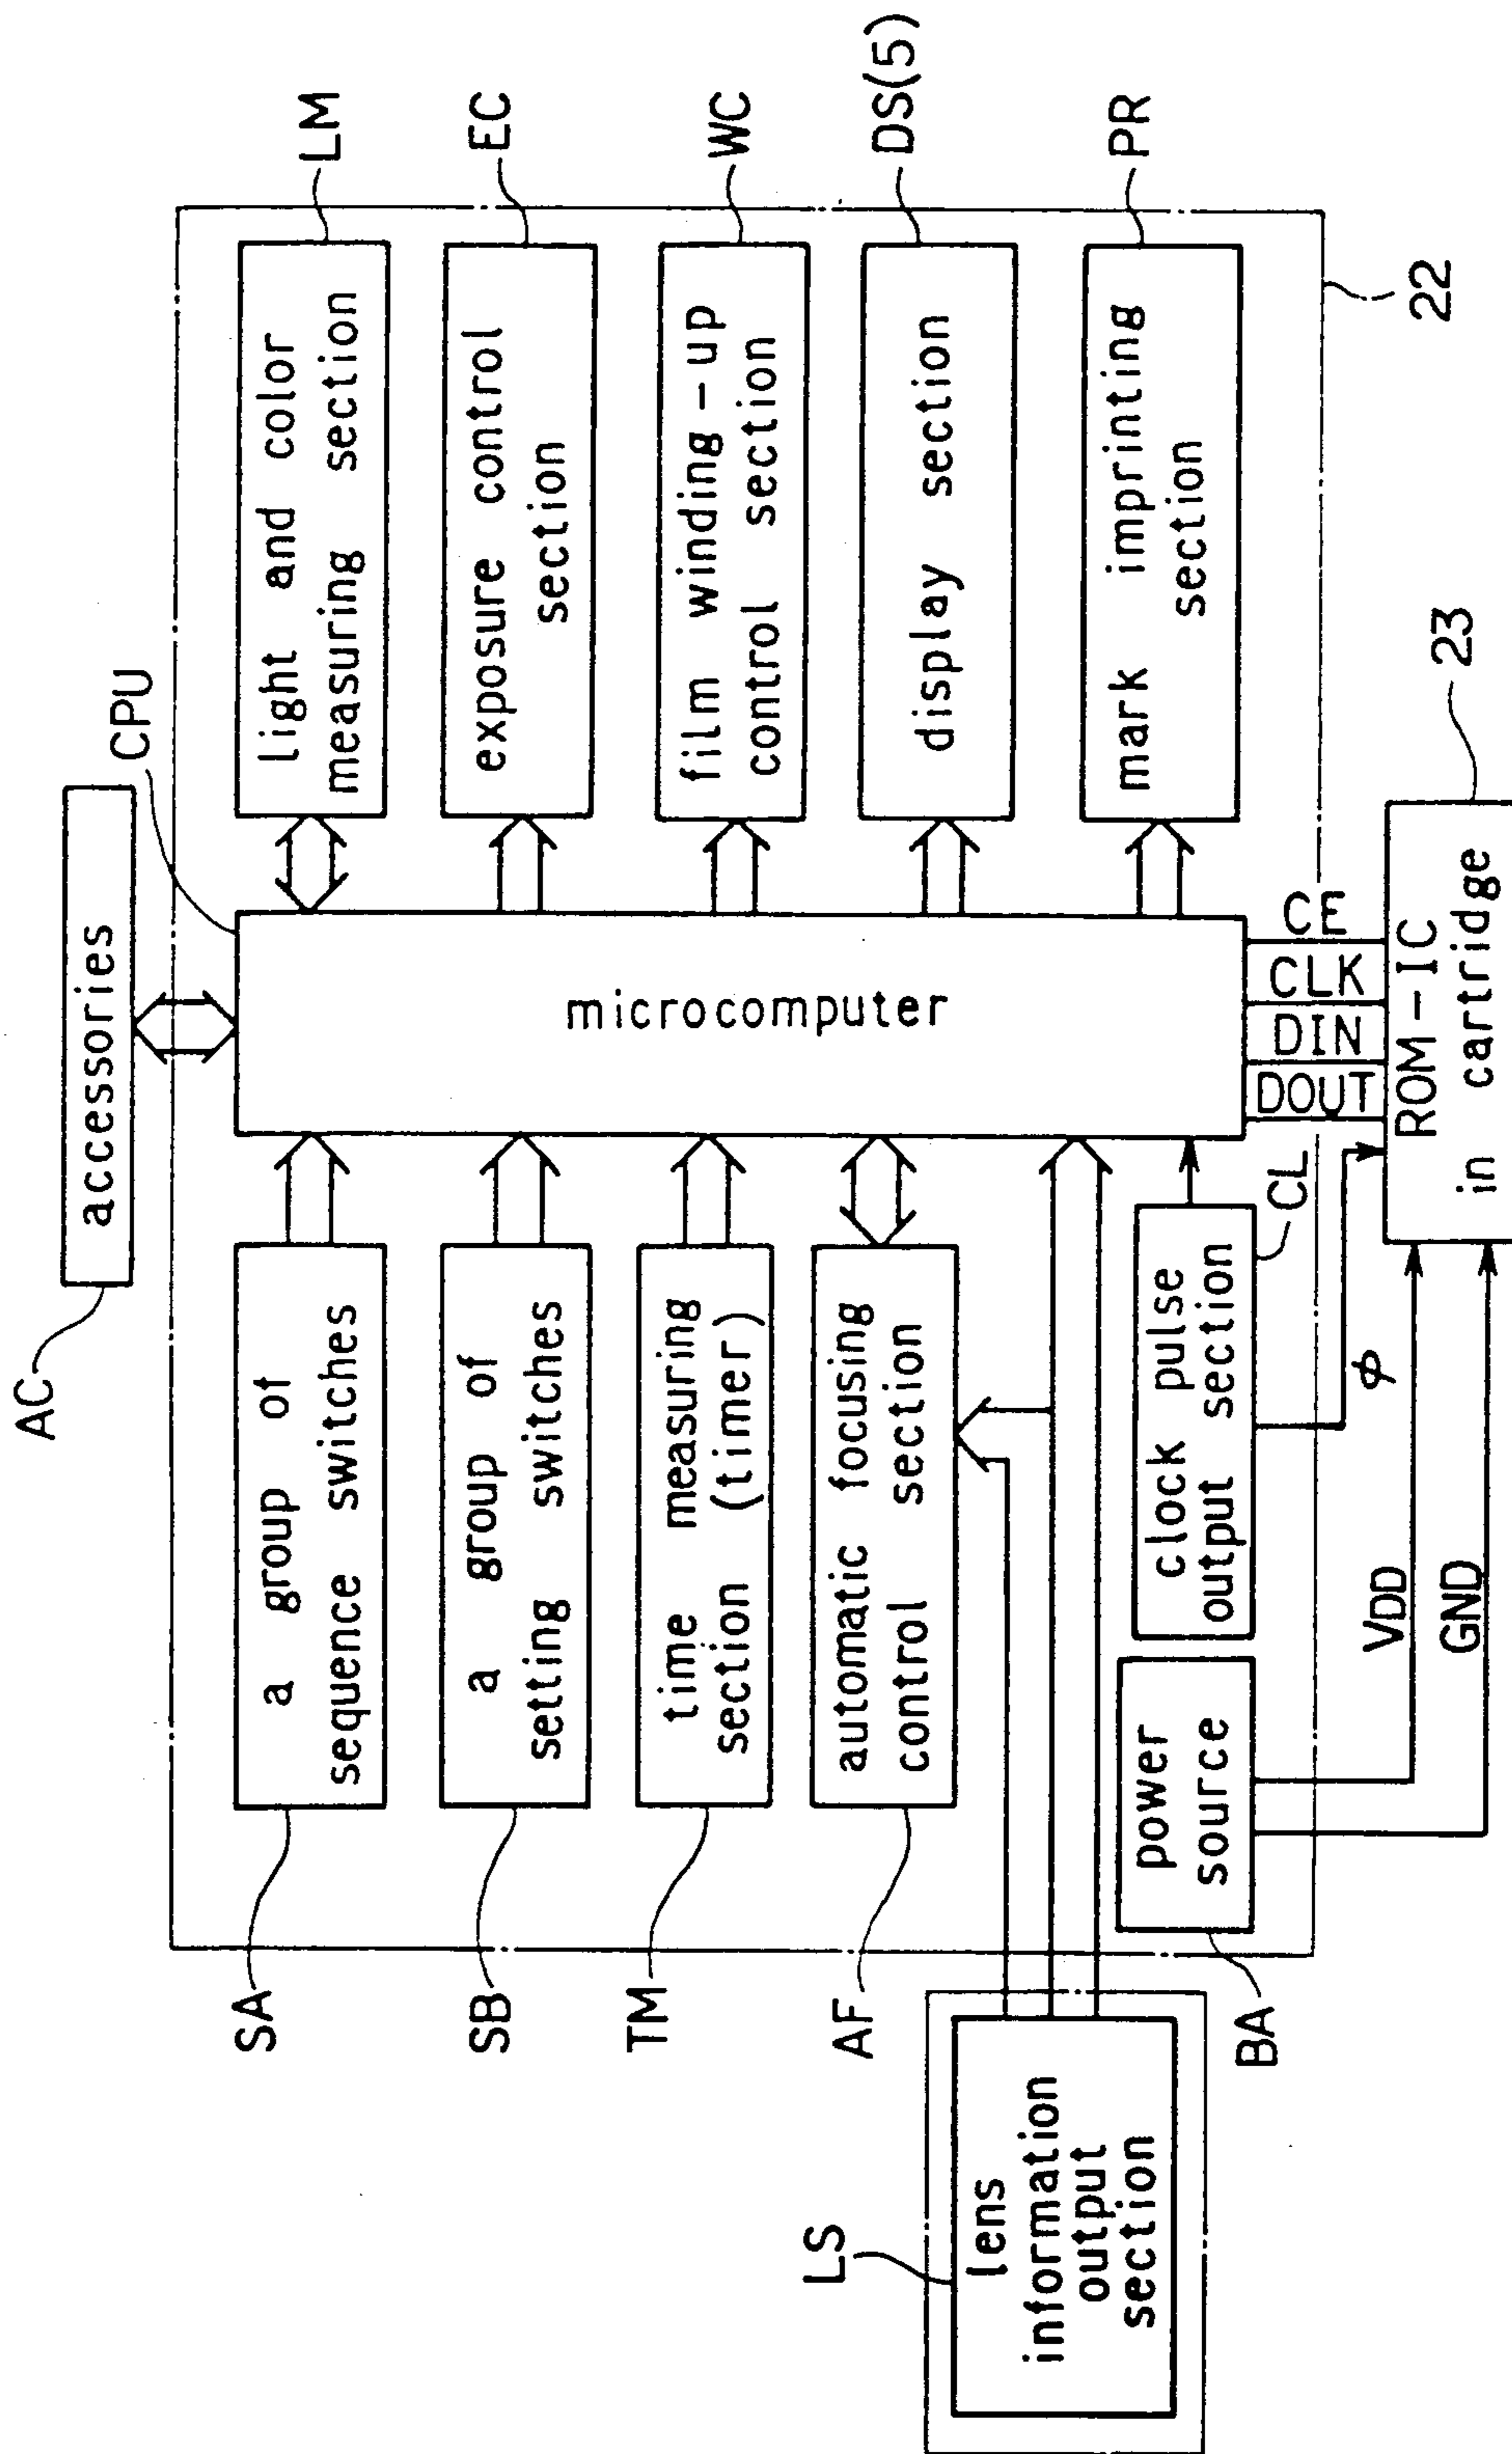 AC
accessories
CPU
SA
a group of
sequence switches
SB
a group of
setting switches
TM
time measuring
section (timer)
AF
automatic focusing
control section
LS
lens
information
output
section
BA
power
source
clock pulse
output section
CL
microcomputer
light and color
measuring section
LM
exposure control
section
EC
film winding-up
control section
WC
display section
DS(5)
mark imprinting
section
PR
22
DOUT
DIN
CLK
CE
ϕ
VDD
GND
ROM-IC
in cartridge
23